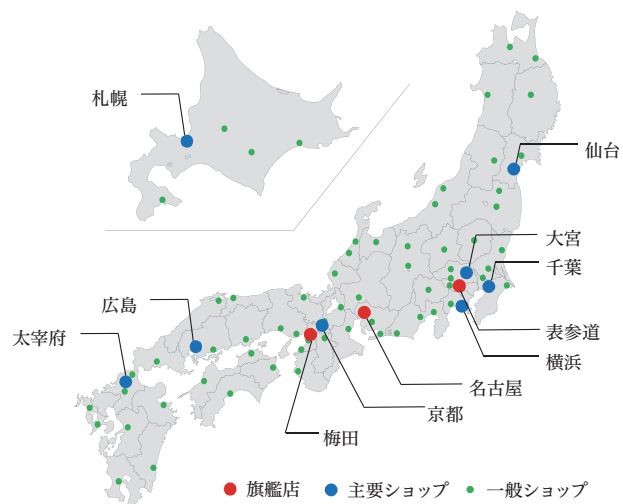 札幌
仙台
大宮
千葉
広島
太宰府
表参道
横浜
名古屋
京都
梅田
旗艦店
主要ショップ
一般ショップ